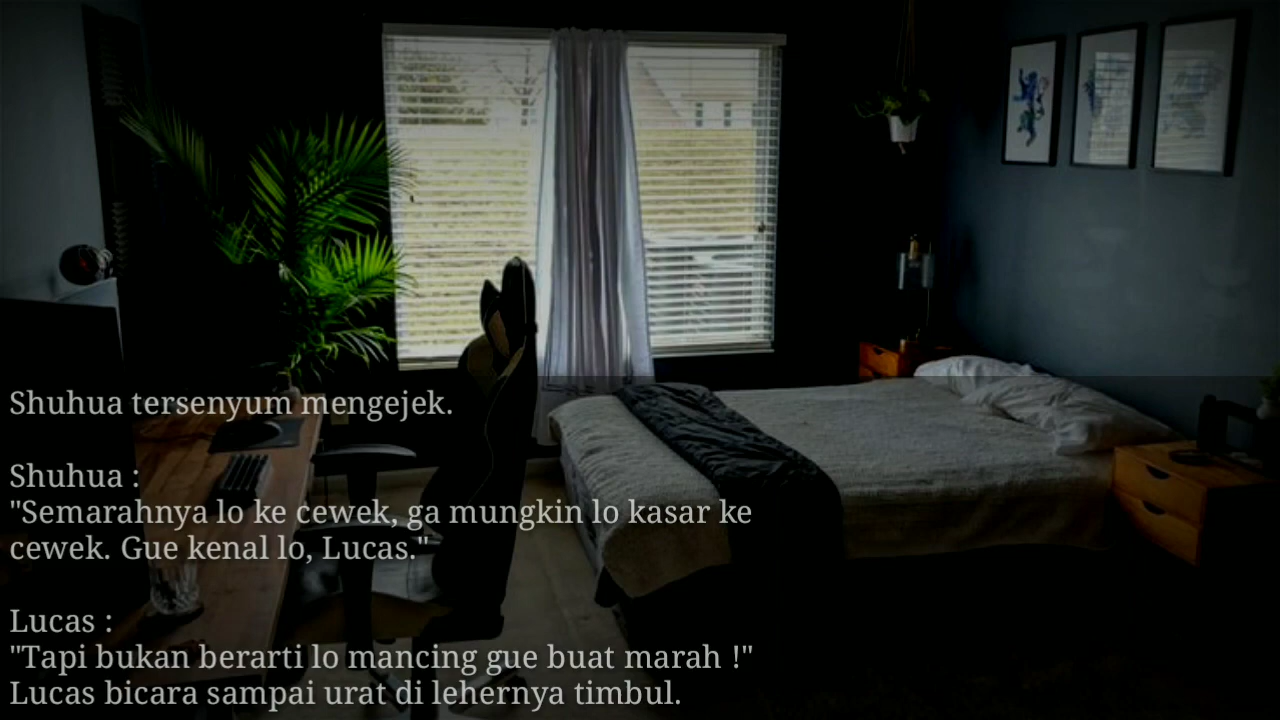 Shuhua tersenyum mengejek.
Shuhua :
"Semarahnya lo ke cewek, ga mungkin lo kasar ke
cewek. Gue kenal lo, Lucas."
Lucas :
"Tapi bukan berarti lo mancing gue buat marah !"
Lucas bicara sampai urat di lehernya timbul.